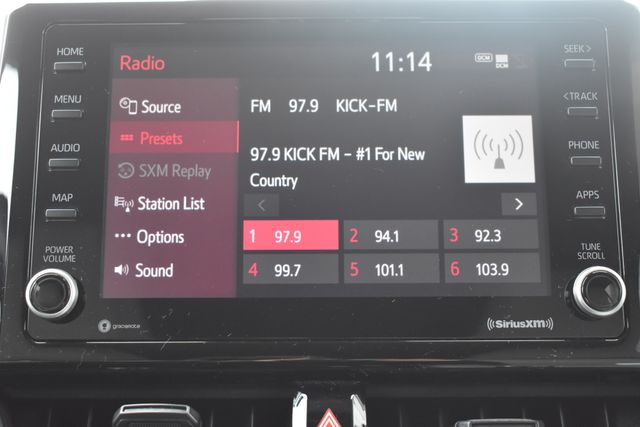 HOME
MENU
AUDIO
MAP
POWER
VOLUME
Radio
11:14
DCM
DCM
Source
Presets
SXM Replay
Station List
Options
Sound
FM 97.9 KICK-FM
97.9 KICK FM - #1 For New
Country
< >
1 97.9 2 94.1 3 92.3
4 99.7 5 101.1 6 103.9
SEEK >
< TRACK
PHONE
APPS
TUNE
SCROLL
gracenote
((SiriusXM))